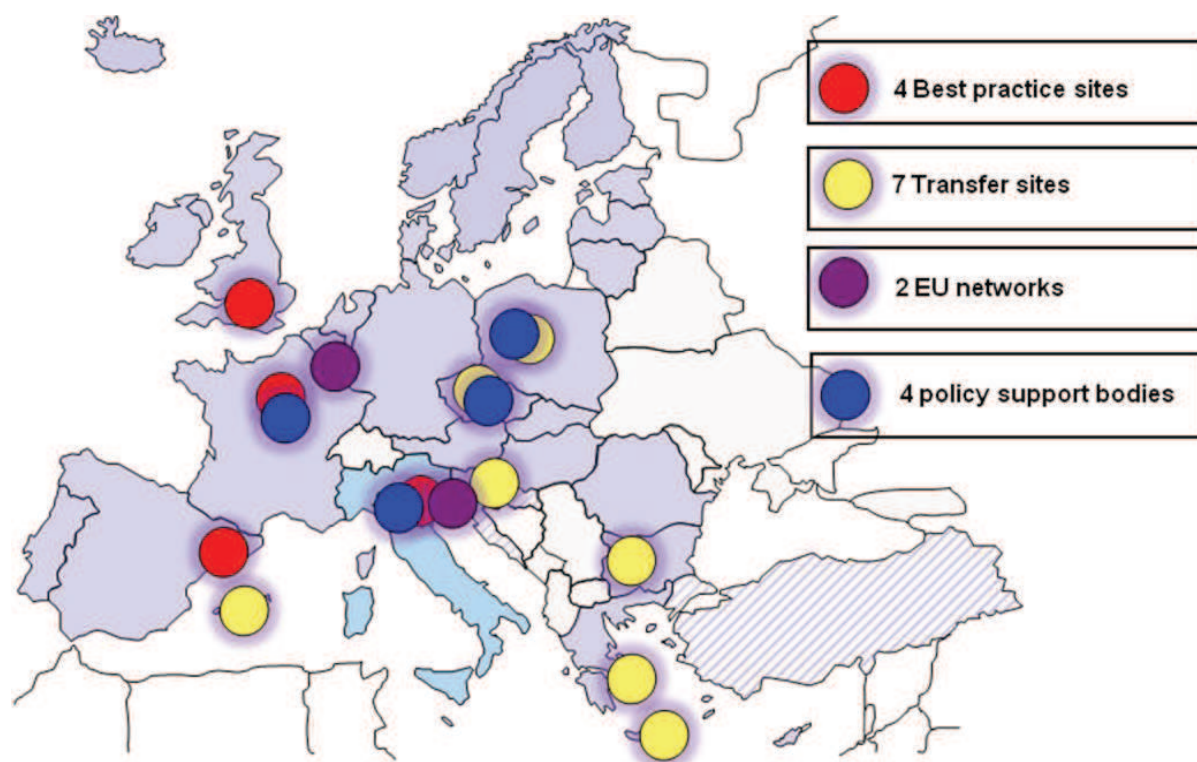 4 Best practice sites
7 Transfer sites
2 EU networks
4 policy support bodies